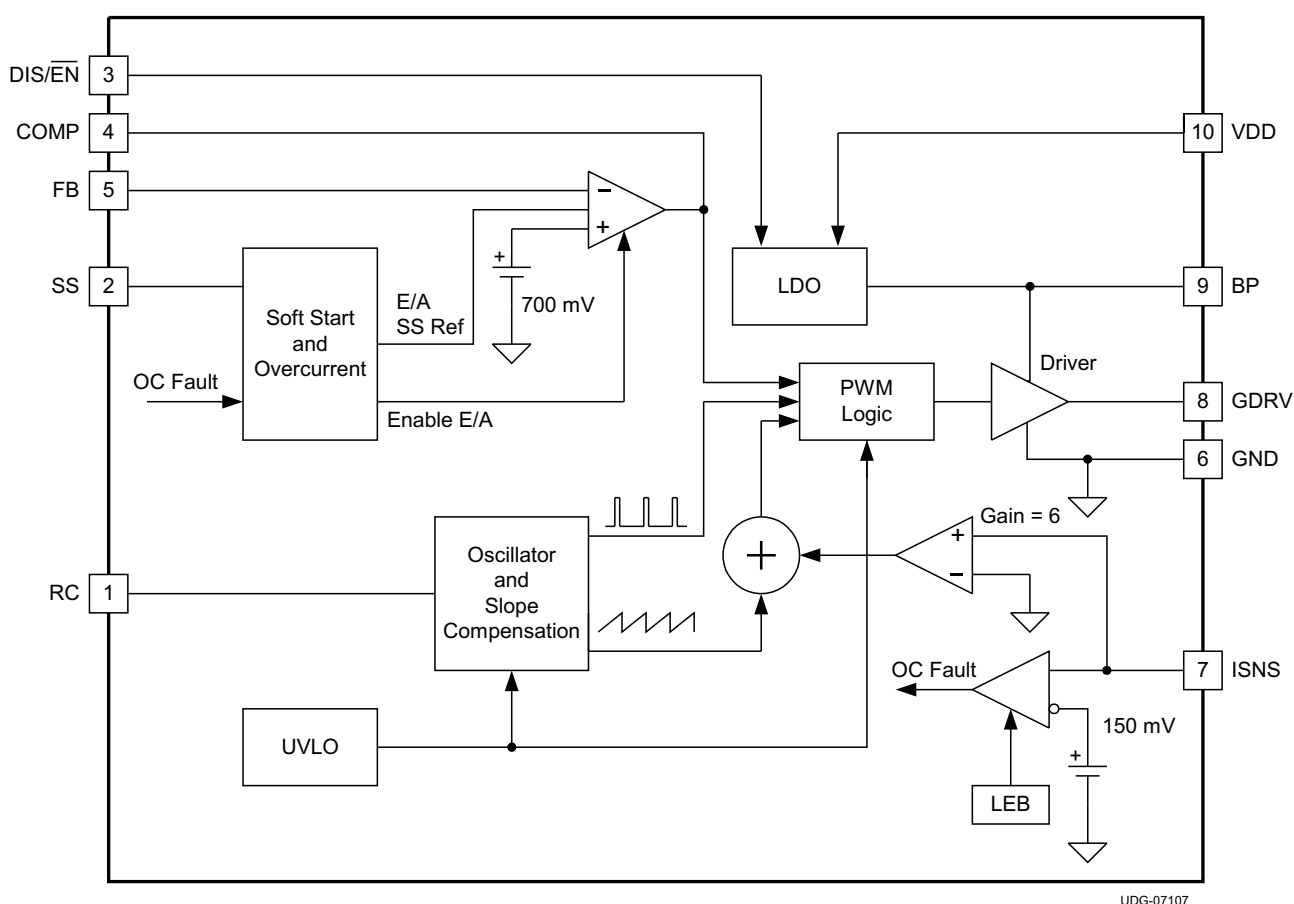 DIS/EN
3
COMP
4
FB
5
SS
2
10
VDD
−
+
+
700 mV
LDO
9
BP
Soft Start
and
Overcurrent
E/A
SS Ref
OC Fault
Enable E/A
PWM
Logic
Driver
8
GDRV
6
GND
RC
1
Oscillator
and
Slope
Compensation
+
Gain = 6
+
−
OC Fault
7
ISNS
150 mV
+
UVLO
LEB
UDG-07107